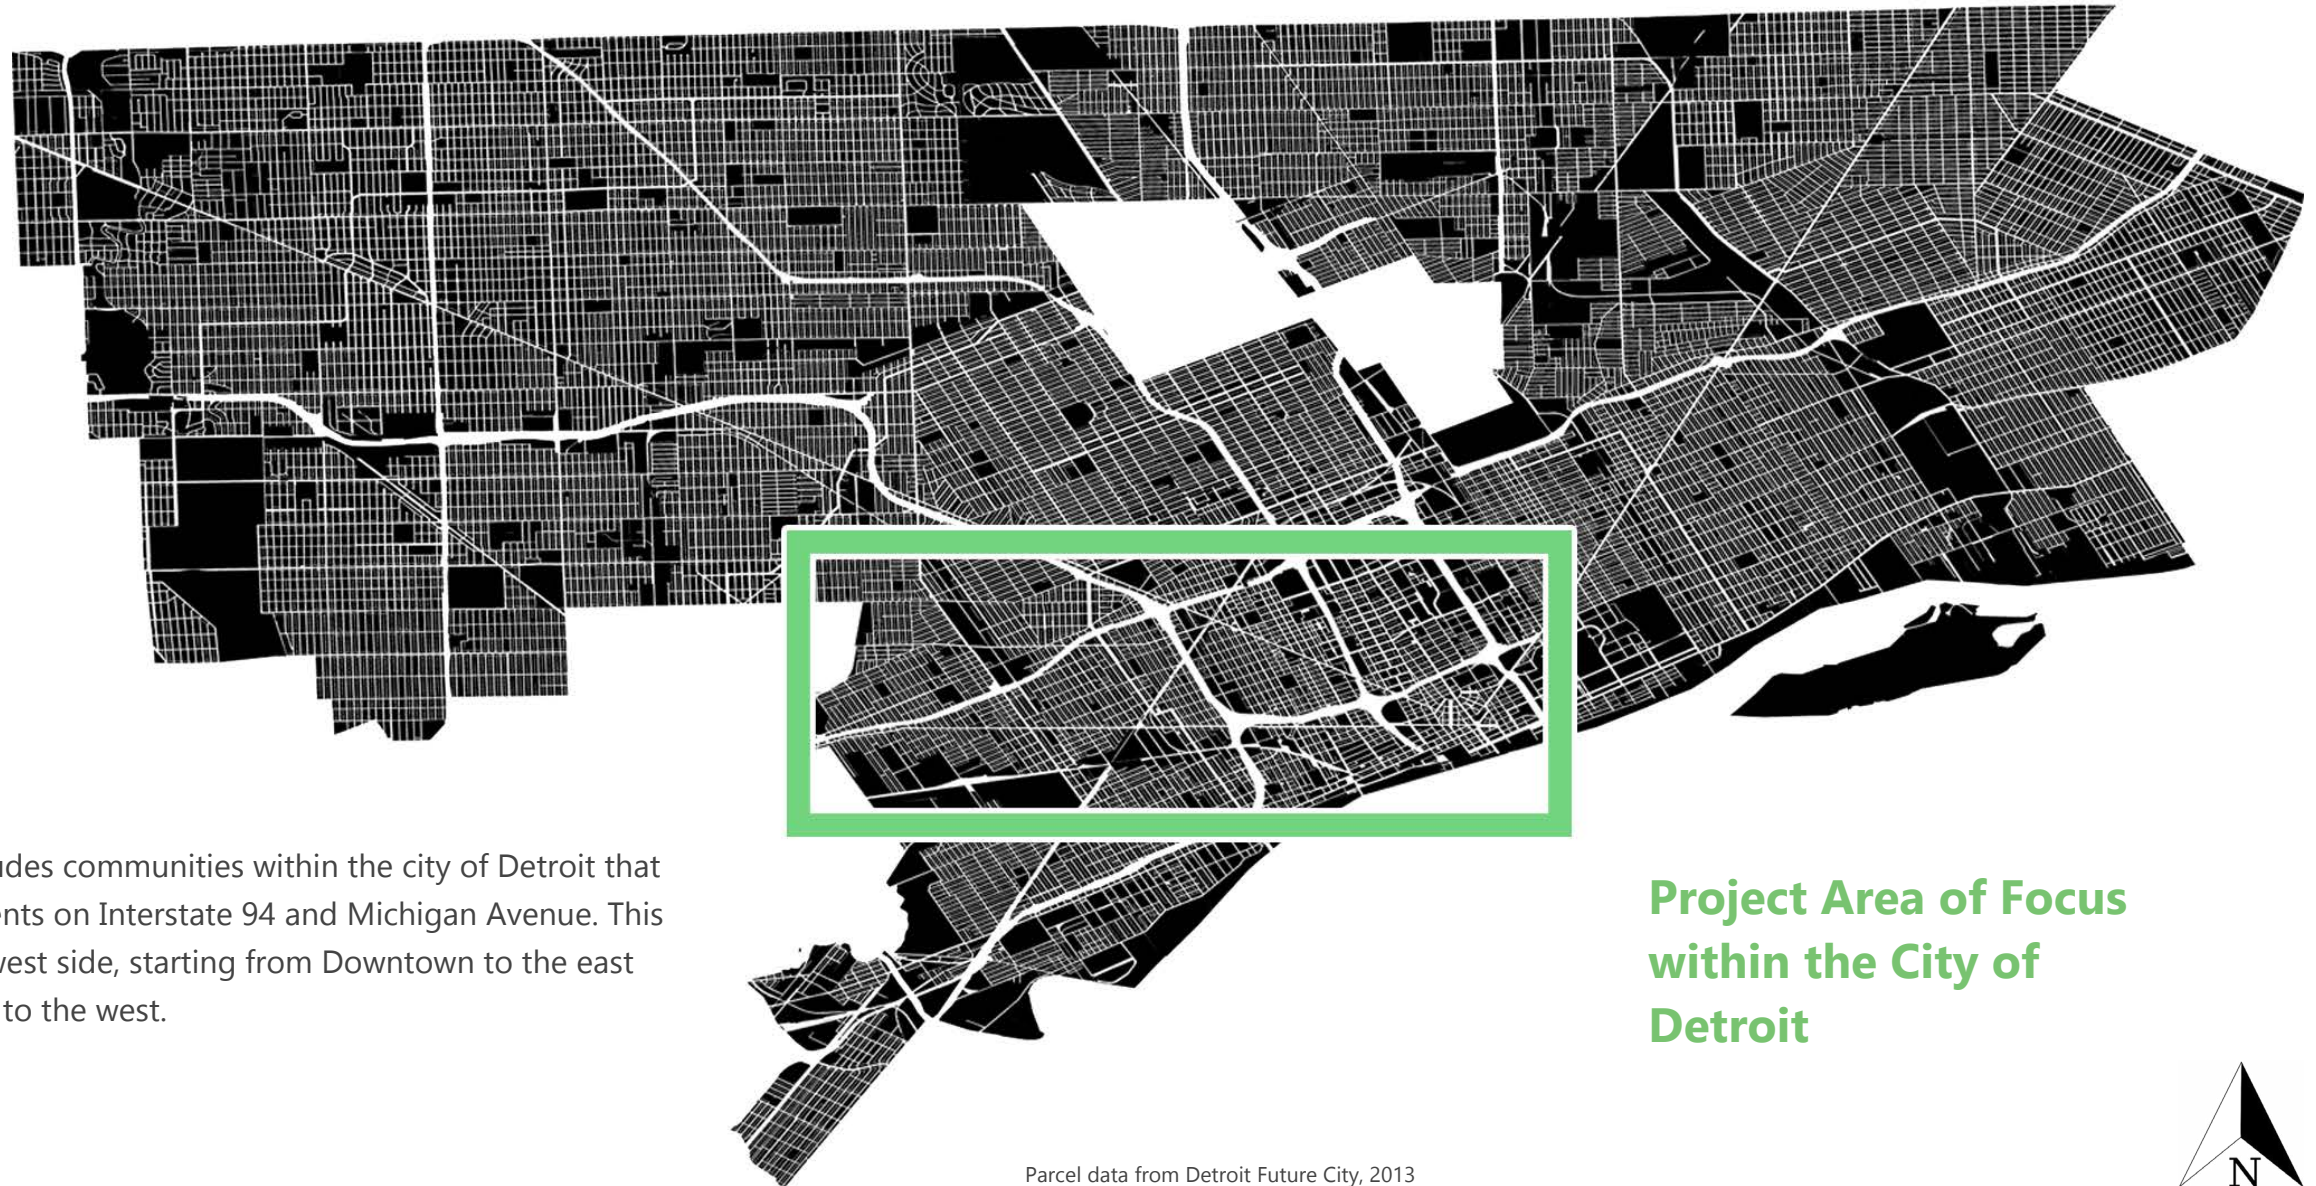 udes communities within the city of Detroit that
ents on Interstate 94 and Michigan Avenue. This
west side, starting from Downtown to the east
to the west.
Project Area of Focus
within the City of
Detroit
Parcel data from Detroit Future City, 2013
N